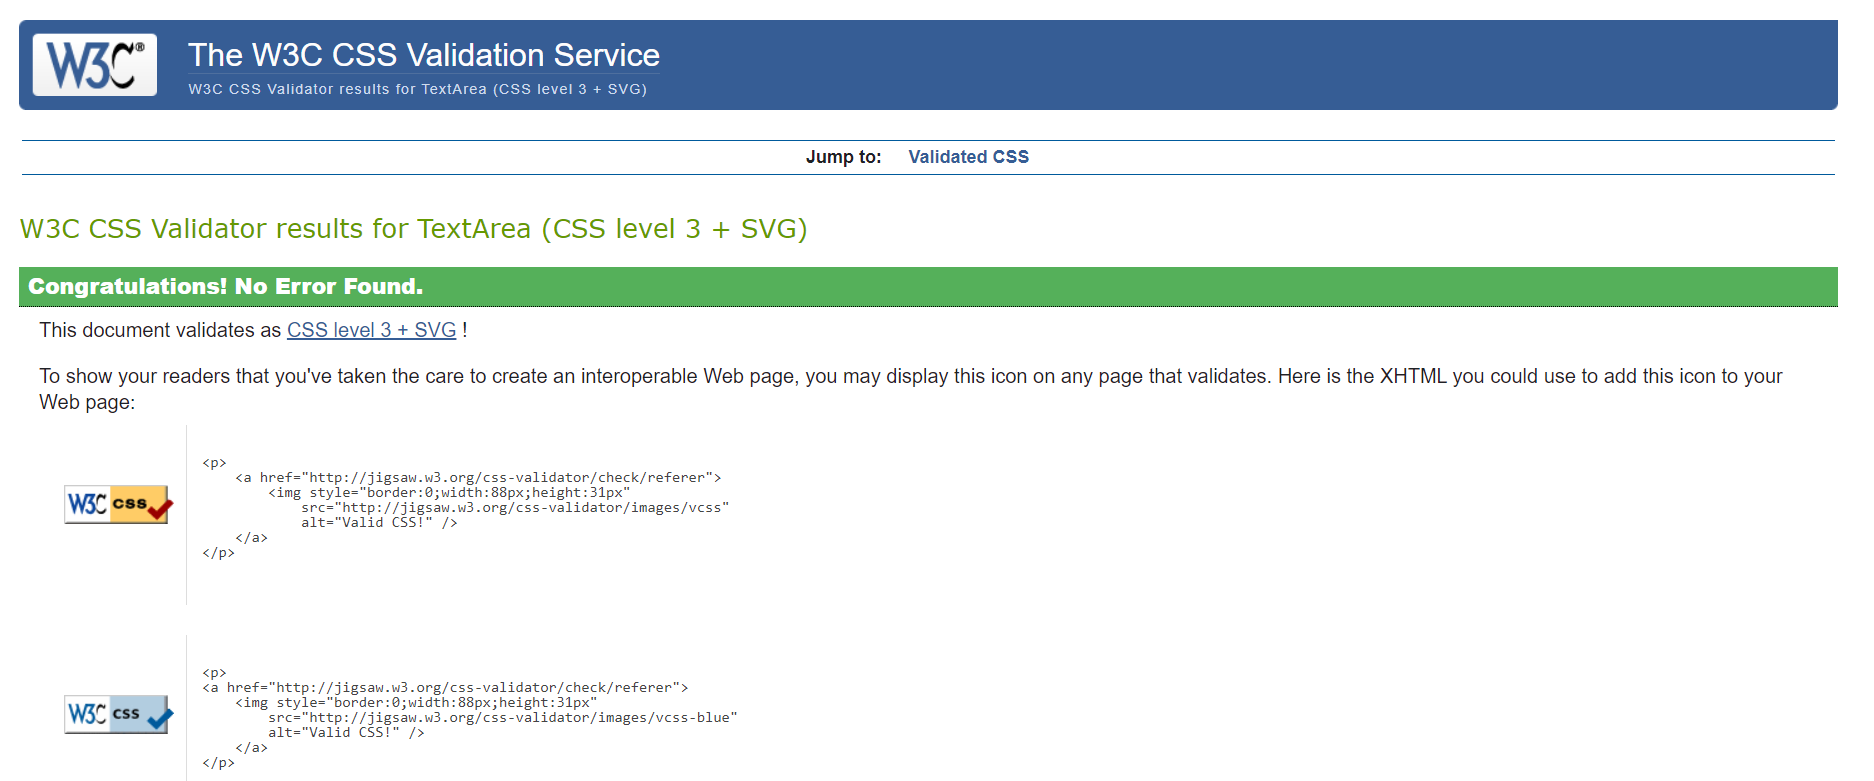 W3C®
The W3C CSS Validation Service
W3C CSS Validator results for TextArea (CSS level 3 + SVG)
Jump to: Validated CSS
W3C CSS Validator results for TextArea (CSS level 3 + SVG)
Congratulations! No Error Found.
This document validates as CSS level 3 + SVG !
To show your readers that you've taken the care to create an interoperable Web page, you may display this icon on any page that validates. Here is the XHTML you could use to add this icon to your
Web page:
W3C css
<p>
    <a href="http://jigsaw.w3.org/css-validator/check/referer">
        <img style="border:0;width:88px;height:31px"
            src="http://jigsaw.w3.org/css-validator/images/vcss"
            alt="Valid CSS!" />
    </a>
</p>
W3C css
<p>
<a href="http://jigsaw.w3.org/css-validator/check/referer">
    <img style="border:0;width:88px;height:31px"
        src="http://jigsaw.w3.org/css-validator/images/vcss-blue"
        alt="Valid CSS!" />
    </a>
</p>